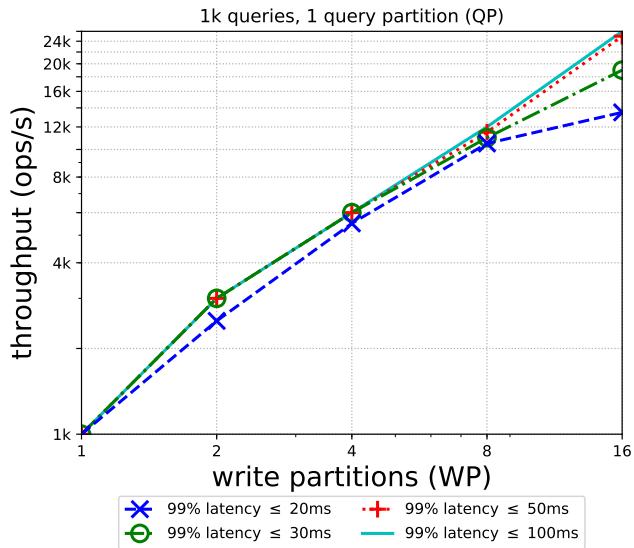 1k queries, 1 query partition (QP)
24k
20k
16k
12k
8k
4k
1k
throughput (ops/s)
1 2 4 8 16
write partitions (WP)
99% latency ≤ 20ms 99% latency ≤ 50ms
99% latency ≤ 30ms 99% latency ≤ 100ms